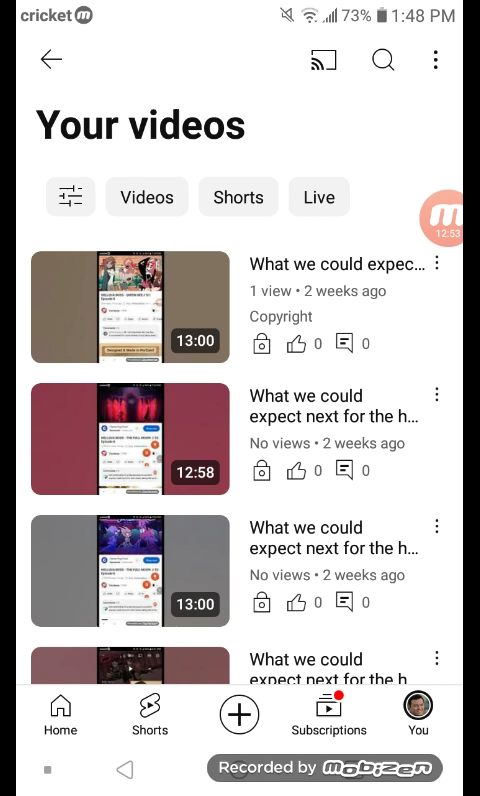 cricket m 73% 1:48 PM
Your videos
Videos Shorts Live
m
12:53
What we could expec...
1 view • 2 weeks ago
Copyright
0 0
13:00
What we could
expect next for the h...
No views • 2 weeks ago
0 0
12:58
What we could
expect next for the h...
No views • 2 weeks ago
0 0
13:00
What we could
expect next for the h
Home Shorts Subscriptions You
Recorded by mobizen